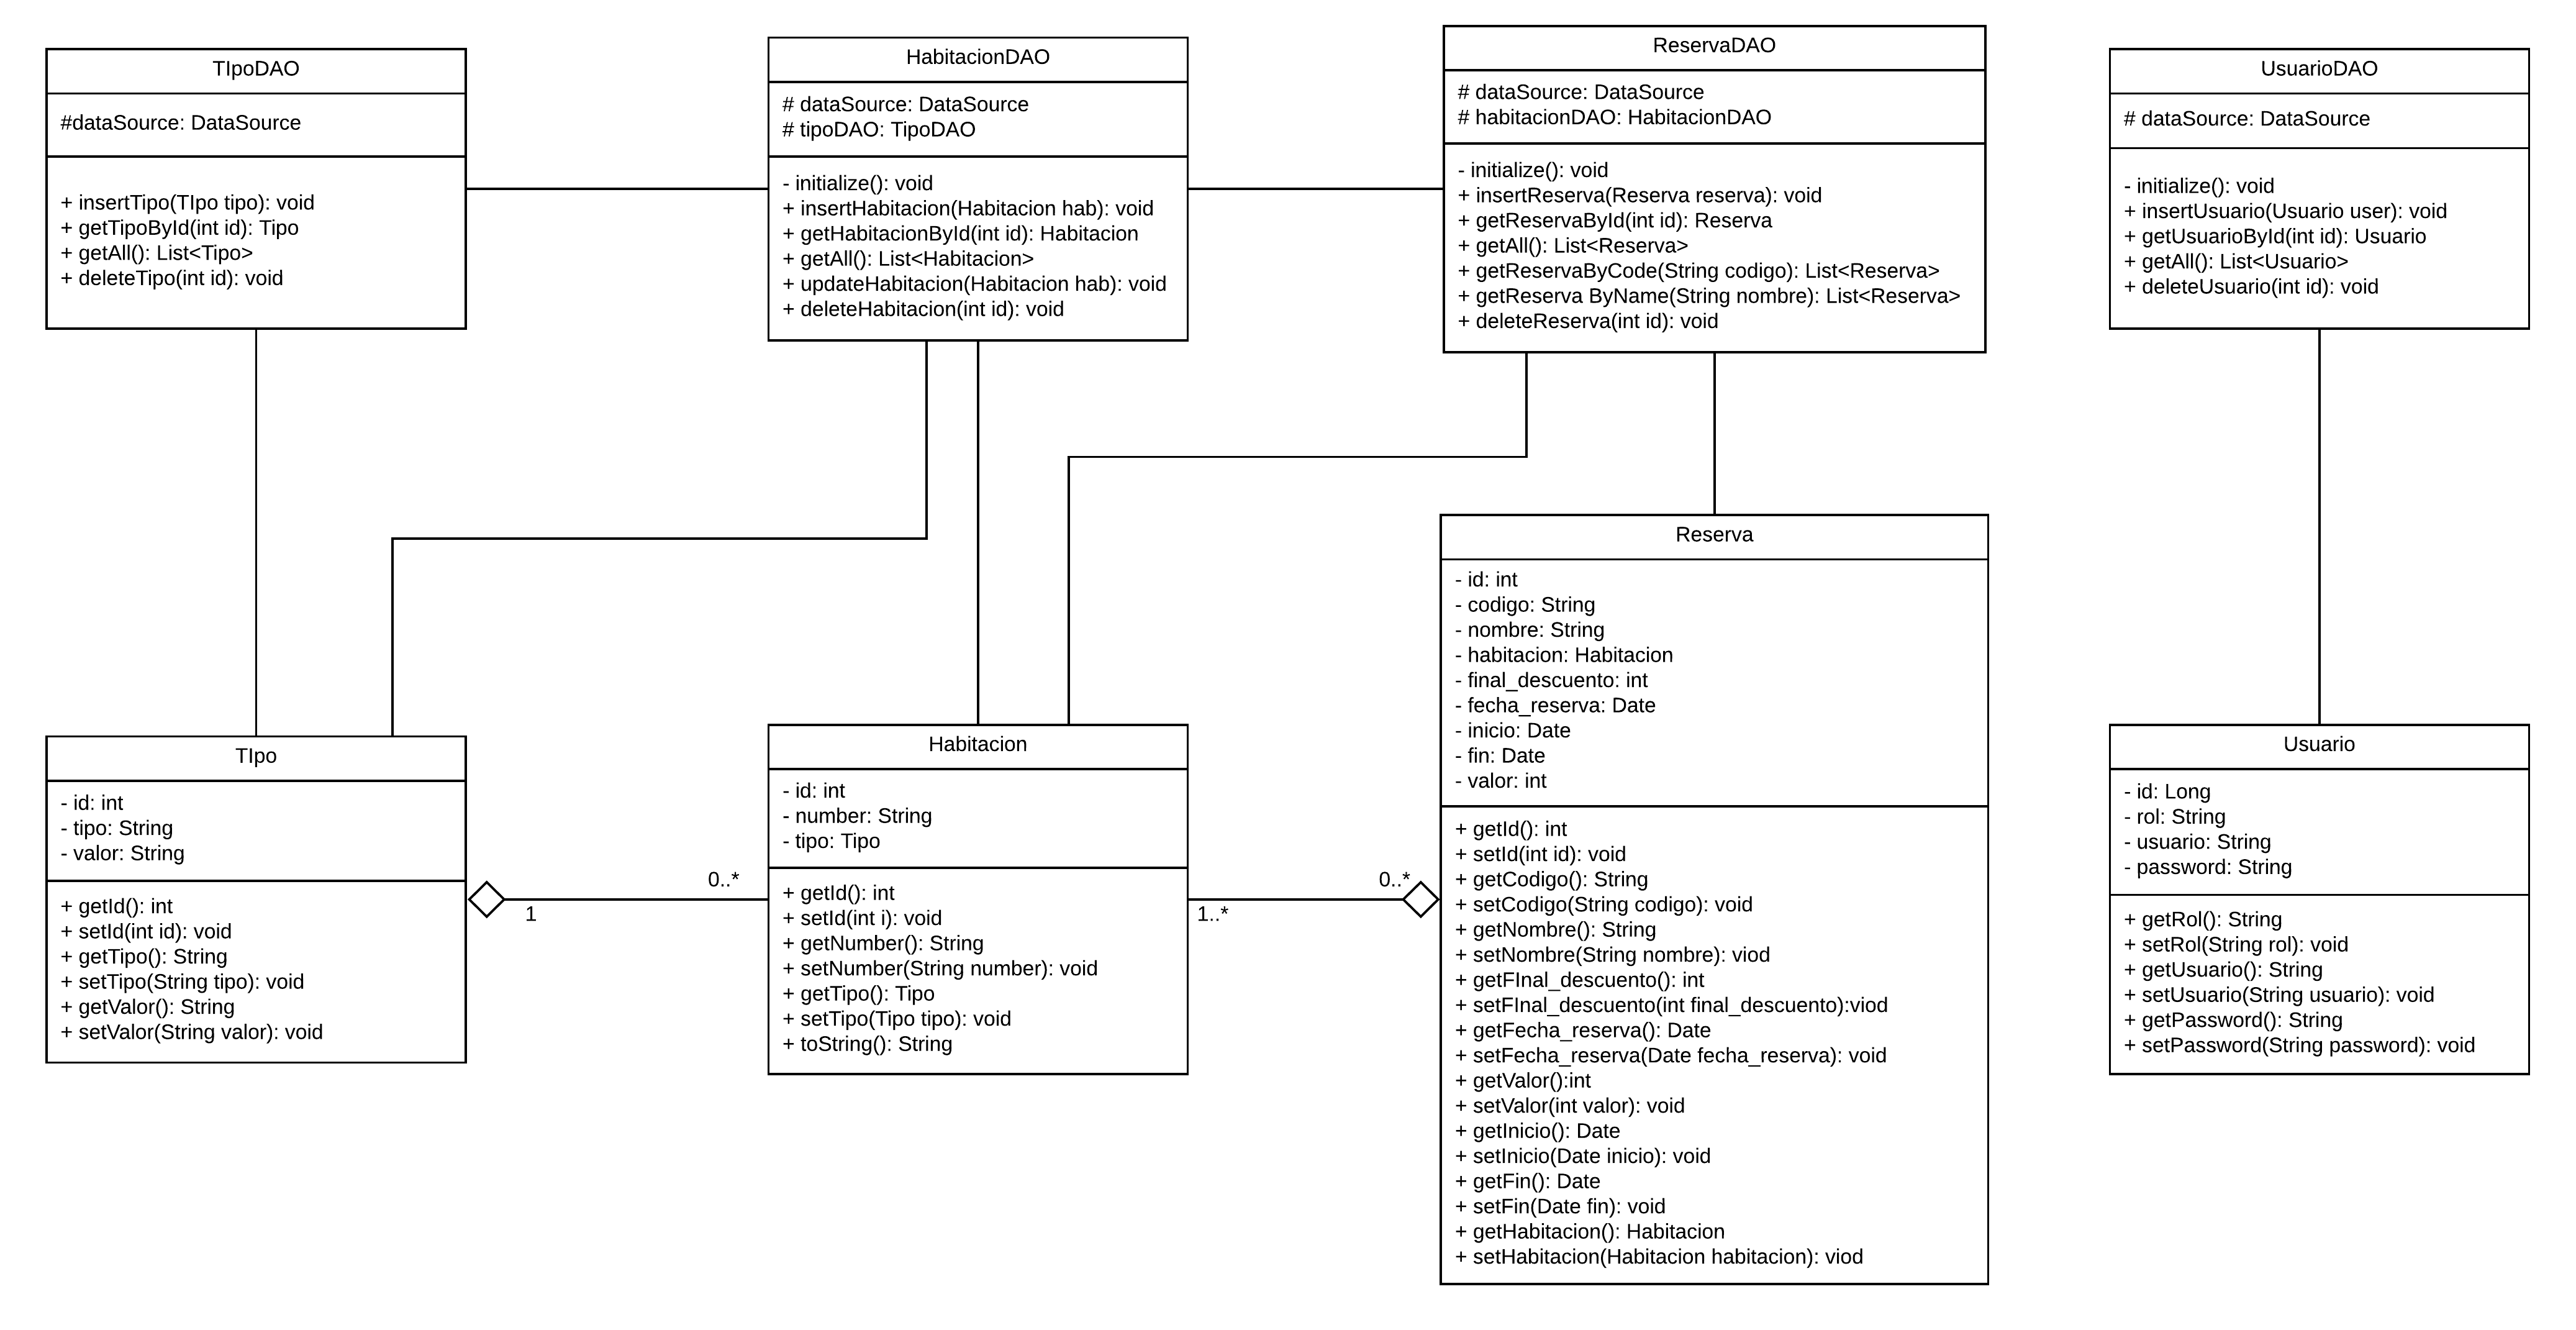 TIpoDAO
#dataSource: DataSource
+ insertTipo(TIpo tipo): void
+ getTipoById(int id): Tipo
+ getAll(): List<Tipo>
+ deleteTipo(int id): void
HabitacionDAO
# dataSource: DataSource
# tipoDAO: TipoDAO
- initialize(): void
+ insertHabitacion(Habitacion hab): void
+ getHabitacionById(int id): Habitacion
+ getAll(): List<Habitacion>
+ updateHabitacion(Habitacion hab): void
+ deleteHabitacion(int id): void
ReservaDAO
# dataSource: DataSource
# habitacionDAO: HabitacionDAO
- initialize(): void
+ insertReserva(Reserva reserva): void
+ getReservaById(int id): Reserva
+ getAll(): List<Reserva>
+ getReservaByCode(String codigo): List<Reserva>
+ getReserva ByName(String nombre): List<Reserva>
+ deleteReserva(int id): void
UsuarioDAO
# dataSource: DataSource
- initialize(): void
+ insertUsuario(Usuario user): void
+ getUsuarioById(int id): Usuario
+ getAll(): List<Usuario>
+ deleteUsuario(int id): void
TIpo
- id: int
- tipo: String
- valor: String
+ getId(): int
+ setId(int id): void
+ getTipo(): String
+ setTipo(String tipo): void
+ getValor(): String
+ setValor(String valor): void
1
0..*
Habitacion
- id: int
- number: String
- tipo: Tipo
+ getId(): int
+ setId(int i): void
+ getNumber(): String
+ setNumber(String number): void
+ getTipo(): Tipo
+ setTipo(Tipo tipo): void
+ toString(): String
1..*
0..*
Reserva
- id: int
- codigo: String
- nombre: String
- habitacion: Habitacion
- final_descuento: int
- fecha_reserva: Date
- inicio: Date
- fin: Date
- valor: int
+ getId(): int
+ setId(int id): void
+ getCodigo(): String
+ setCodigo(String codigo): void
+ getNombre(): String
+ setNombre(String nombre): viod
+ getFInal_descuento(): int
+ setFInal_descuento(int final_descuento):viod
+ getFecha_reserva(): Date
+ setFecha_reserva(Date fecha_reserva): void
+ getValor():int
+ setValor(int valor): void
+ getInicio(): Date
+ setInicio(Date inicio): void
+ getFin(): Date
+ setFin(Date fin): void
+ getHabitacion(): Habitacion
+ setHabitacion(Habitacion habitacion): viod
Usuario
- id: Long
- rol: String
- usuario: String
- password: String
+ getRol(): String
+ setRol(String rol): void
+ getUsuario(): String
+ setUsuario(String usuario): void
+ getPassword(): String
+ setPassword(String password): void